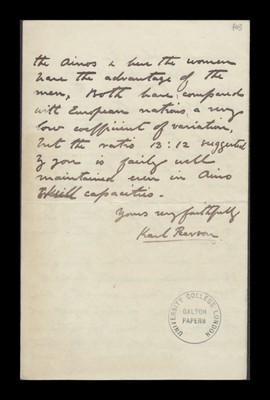 the Ainos & here the women
have the advantage of the
men. Both have, compared
with European nations, a very
low coefficient of variation,
but the ratio 13:12 suggested
by you is fairly well
maintained even in Aino
skull capacities.
Yours very faithfully
Karl Pearson
UNIVERSITY COLLEGE LONDON
GALTON
PAPERS